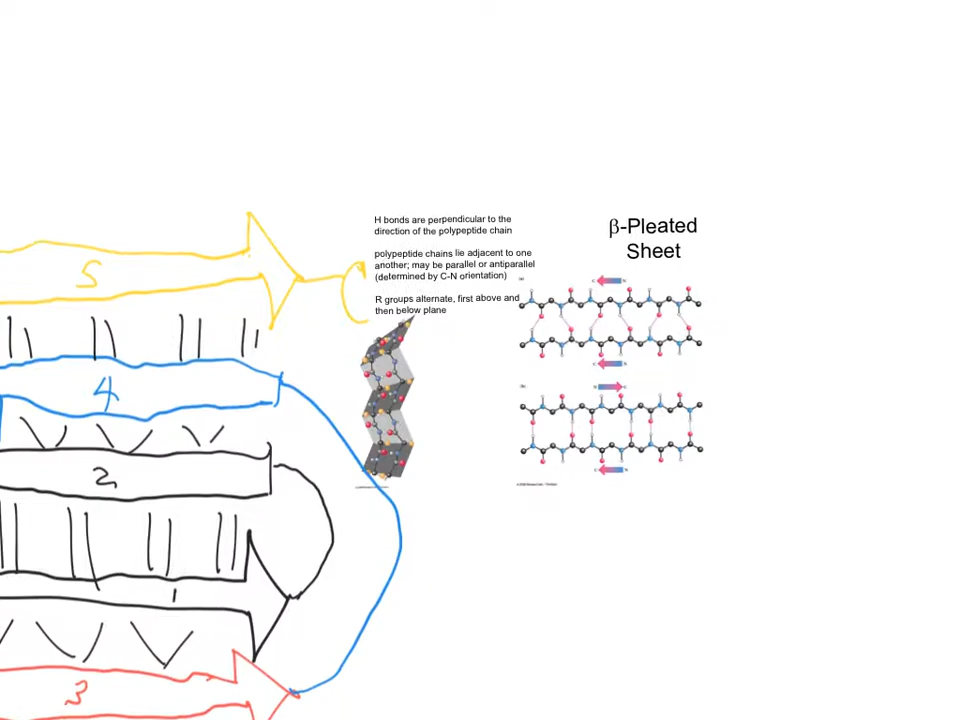 H bonds are perpendicular to the
direction of the polypeptide chain
polypeptide chains lie adjacent to one
another; may be parallel or antiparallel
(determined by C-N orientation)
R groups alternate, first above and
then below plane
β-Pleated
Sheet
5
4
2
1
3